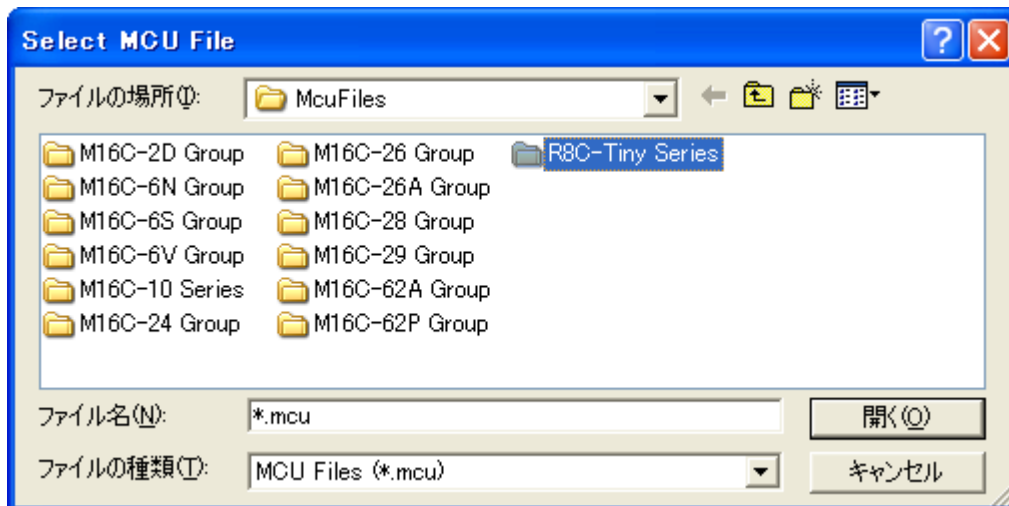 Select MCU File
ファイルの場所(I):
McuFiles
M16C-2D Group
M16C-6N Group
M16C-6S Group
M16C-6V Group
M16C-10 Series
M16C-24 Group
M16C-26 Group
M16C-26A Group
M16C-28 Group
M16C-29 Group
M16C-62A Group
M16C-62P Group
R8C-Tiny Series
ファイル名(N):
*.mcu
開く(O)
ファイルの種類(T):
MCU Files (*.mcu)
キャンセル